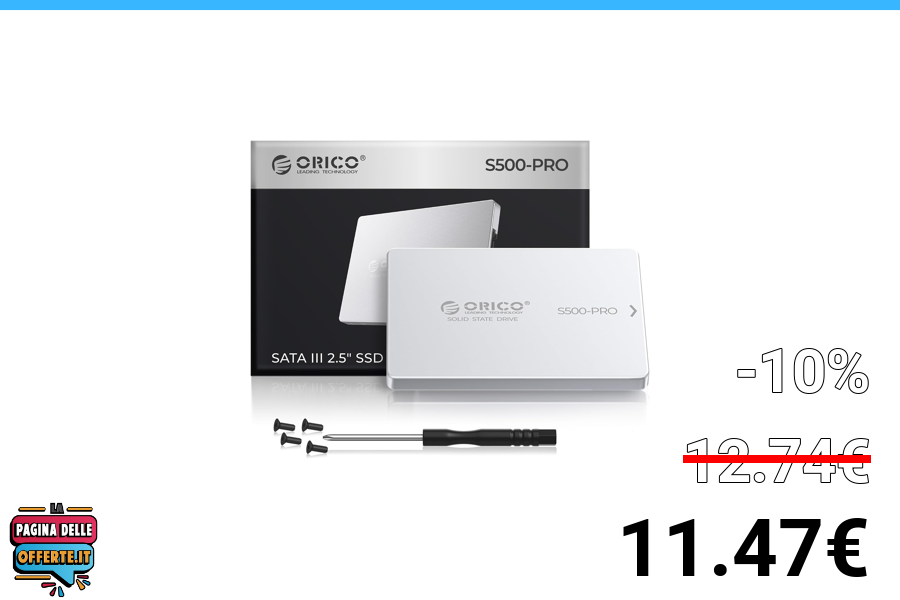 ORICO®
LEADING TECHNOLOGY
S500-PRO
ORICO®
LEADING TECHNOLOGY
SOLID STATE DRIVE
S500-PRO
SATA III 2.5" SSD
-10%
12.74€
11.47€
LA
PAGINA DELLE
OFFERTE.IT